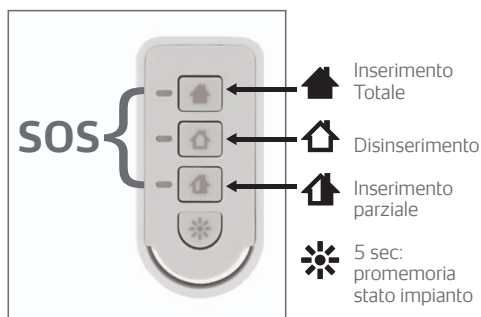 SOS
Inserimento
Totale
Disinserimento
Inserimento
parziale
5 sec:
promemoria
stato impianto